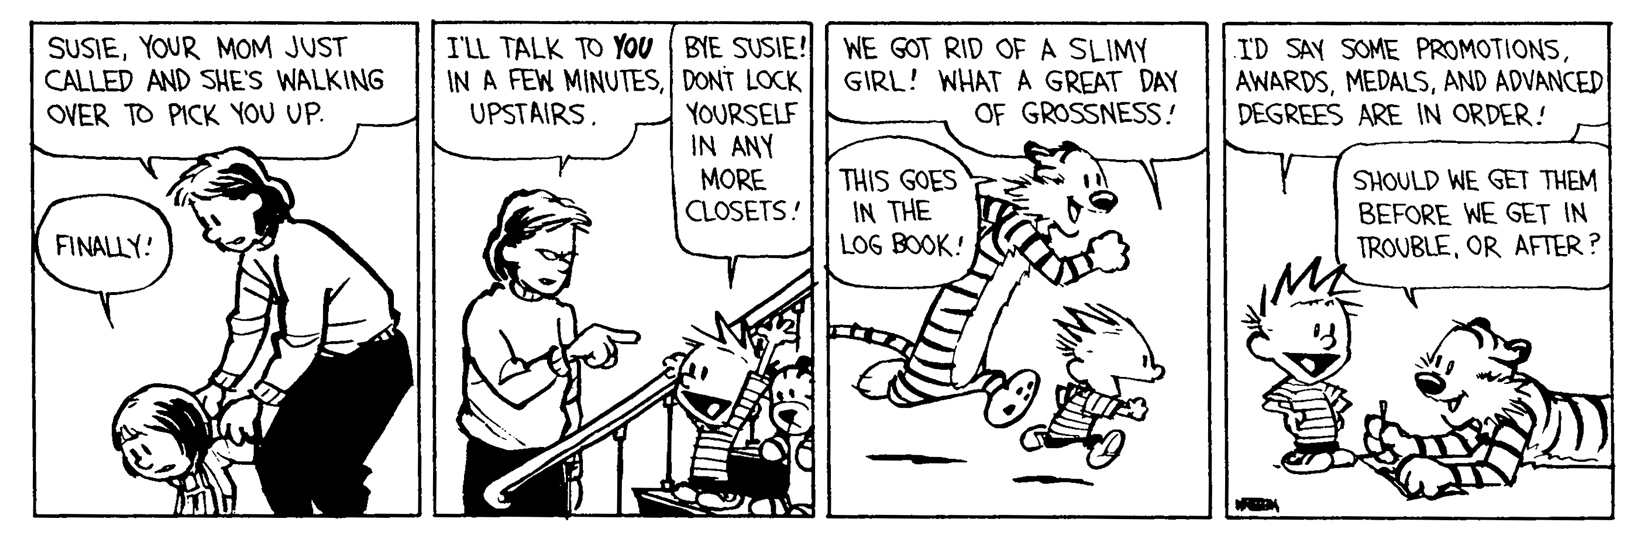 SUSIE, YOUR MOM JUST
CALLED AND SHE'S WALKING
OVER TO PICK YOU UP.
FINALLY!
I'LL TALK TO YOU
IN A FEW MINUTES,
UPSTAIRS.
BYE SUSIE!
DON'T LOCK
YOURSELF
IN ANY
MORE
CLOSETS!
WE GOT RID OF A SLIMY
GIRL! WHAT A GREAT DAY
OF GROSSNESS!
THIS GOES
IN THE
LOG BOOK!
I'D SAY SOME PROMOTIONS,
AWARDS, MEDALS, AND ADVANCED
DEGREES ARE IN ORDER!
SHOULD WE GET THEM
BEFORE WE GET IN
TROUBLE, OR AFTER?